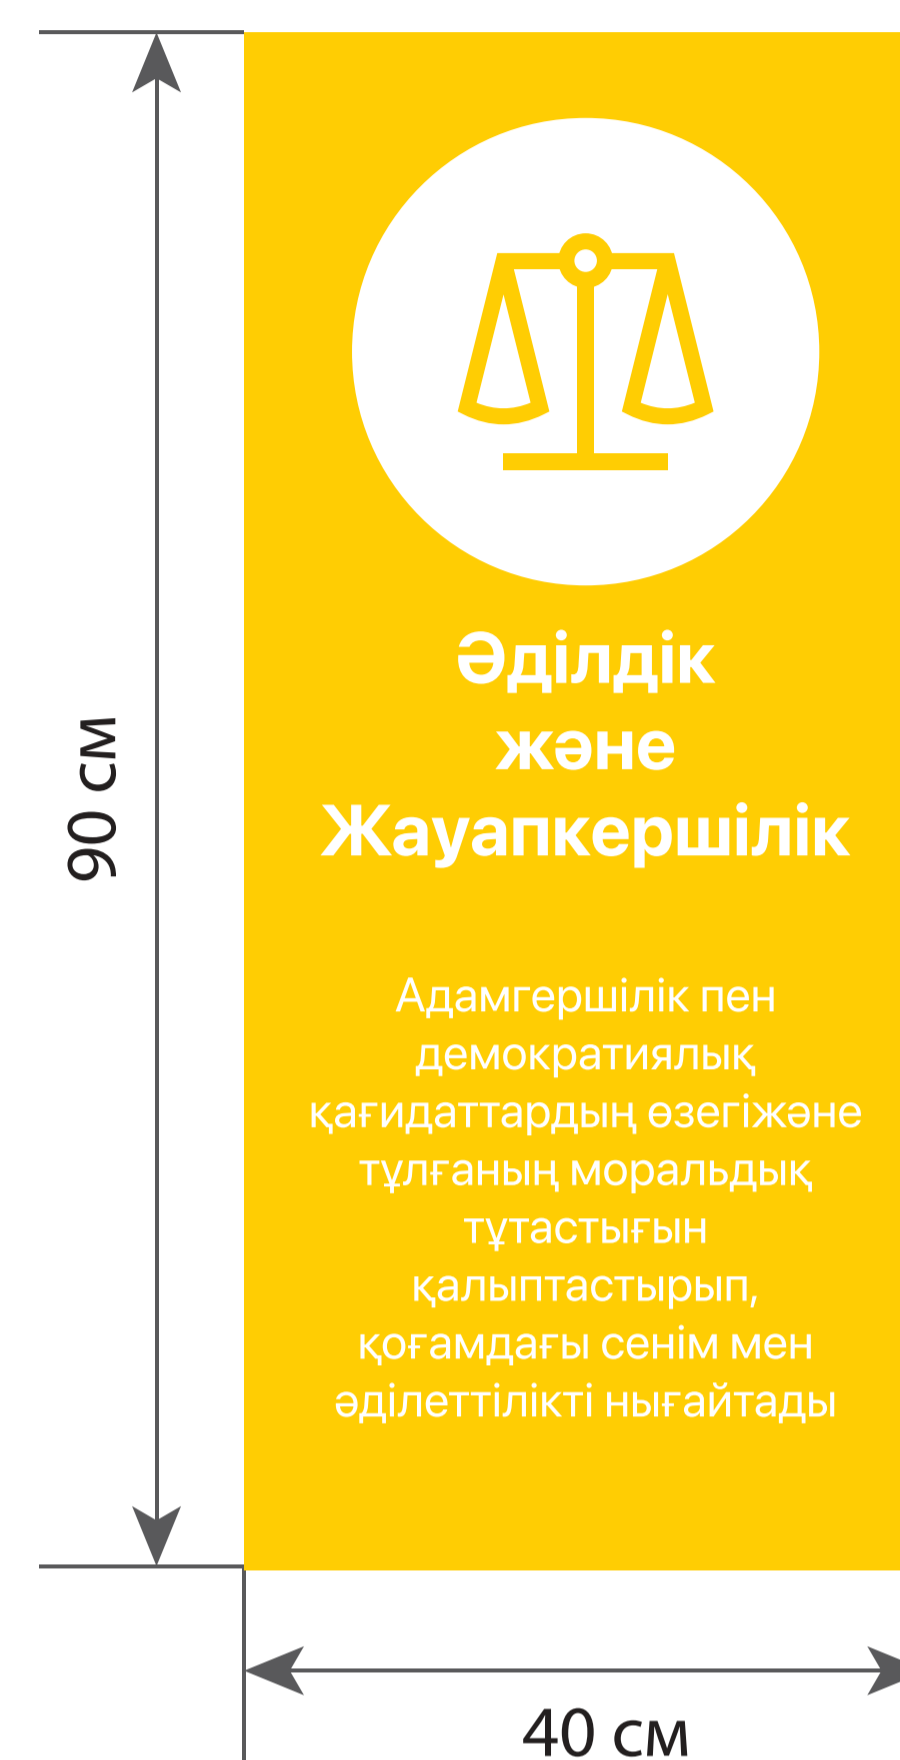 Әділдік
және
Жауапкершілік
90 см
Адамгершілік пен
демократиялық
қағидаттардың өзегіжәне
тұлғаның моральдық
тұтастығын
қалыптастырып,
қоғамдағы сенім мен
әділеттілікті нығайтады
40 см